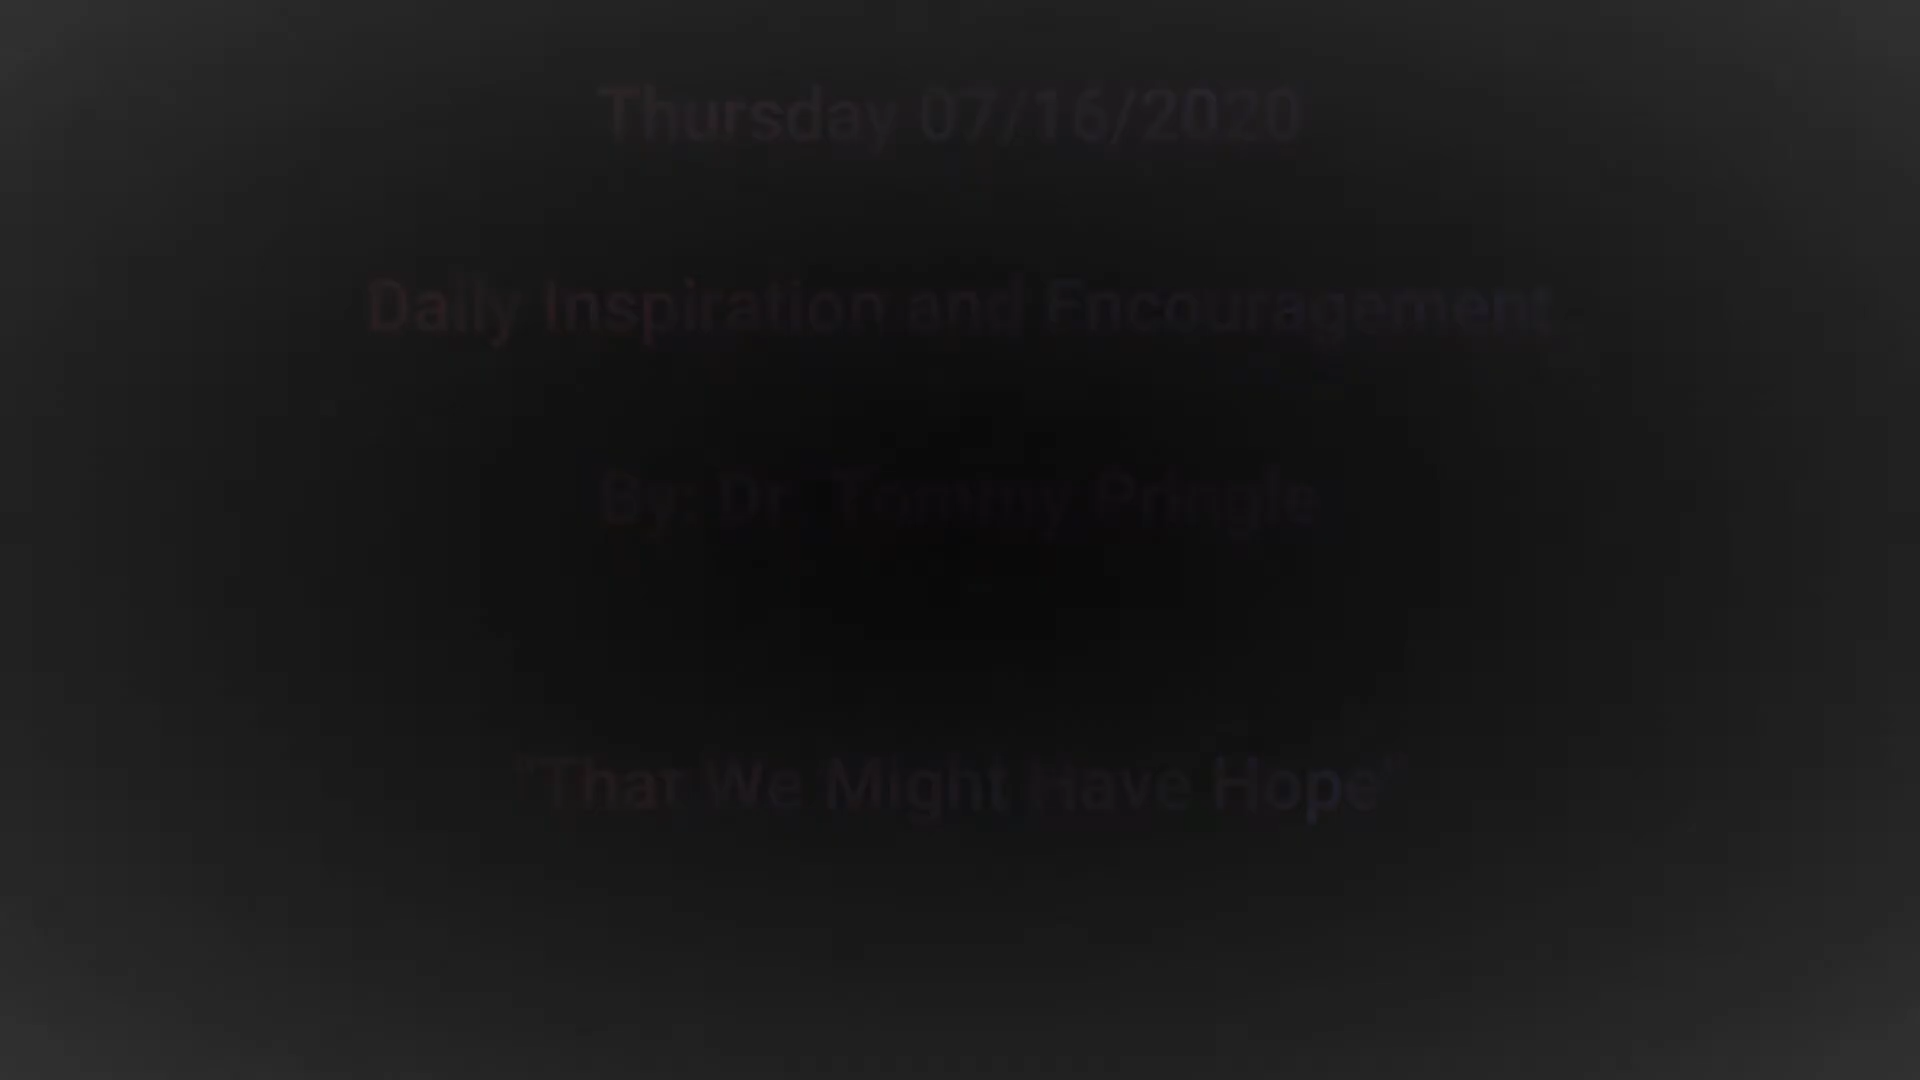 Thursday 07/16/2020
Daily Inspiration and Encouragement
By: Dr. Tommy Pringle
"That We Might Have Hope"